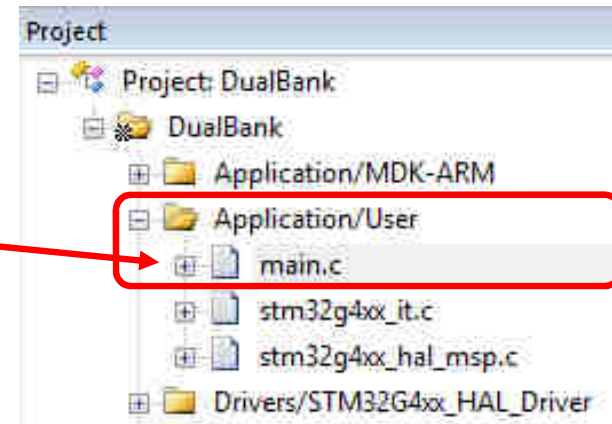 Project
Project: DualBank
DualBank
Application/MDK-ARM
Application/User
main.c
stm32g4xx_it.c
stm32g4xx_hal_msp.c
Drivers/STM32G4xx_HAL_Driver